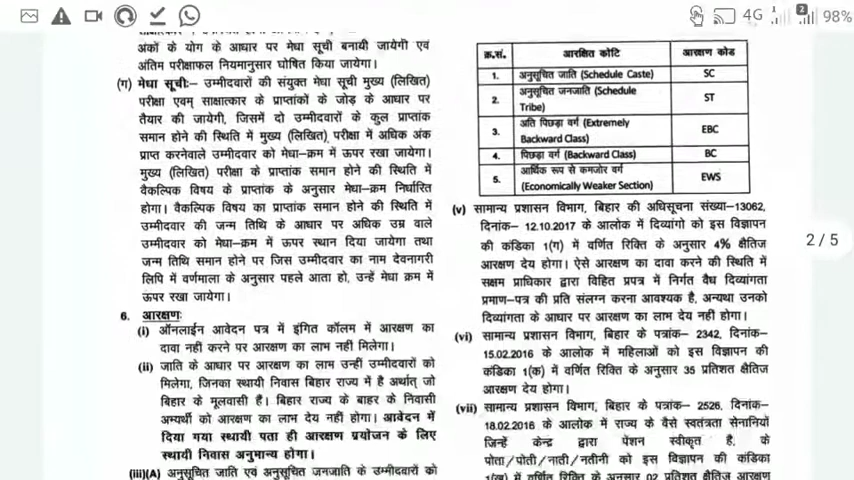 4G 98%
अंकों के योग के आधार पर मेधा सूची बनायी जायेगी एवं
अंतिम परीक्षाफल नियमानुसार घोषित किया जायेगा।
(ग) मेधा सूची:– उम्मीदवारों की संयुक्त मेधा सूची मुख्य (लिखित)
परीक्षा एवम् साक्षात्कार के प्राप्तांकों के जोड़ के आधार पर
तैयार की जायेगी, जिसमें दो उम्मीदवारों के कुल प्राप्तांक
समान होने की स्थिति में मुख्य (लिखित) परीक्षा में अधिक अंक
प्राप्त करनेवाले उम्मीदवार को मेधा-क्रम में ऊपर रखा जायेगा।
मुख्य (लिखित) परीक्षा के प्राप्तांक समान होने की स्थिति में
वैकल्पिक विषय के प्राप्तांक के अनुसार मेधा-क्रम निर्धारित
होगा। वैकल्पिक विषय का प्राप्तांक समान होने की स्थिति में
उम्मीदवार की जन्म तिथि के आधार पर अधिक उम्र वाले
उम्मीदवार को मेधा-क्रम में ऊपर स्थान दिया जायेगा तथा
जन्म तिथि समान होने पर जिस उम्मीदवार का नाम देवनागरी
लिपि में वर्णमाला के अनुसार पहले आता हो, उन्हें मेधा क्रम में
ऊपर रखा जायेगा।
6. आरक्षणः
(i) ऑनलाईन आवेदन पत्र में इंगित कॉलम में आरक्षण का
दावा नहीं करने पर आरक्षण का लाभ नहीं मिलेगा।
(ii) जाति के आधार पर आरक्षण का लाभ उन्हीं उम्मीदवारों को
मिलेगा, जिनका स्थायी निवास बिहार राज्य में है अर्थात् जो
बिहार के मूलवासी हैं। बिहार राज्य के बाहर के निवासी
अभ्यर्थी को आरक्षण का लाभ देय नहीं होगा। आवेदन में
दिया गया स्थायी पता ही आरक्षण प्रयोजन के लिए
स्थायी निवास अनुमान्य होगा।
(iii)(A) अनुसूचित जाति एवं अनुसूचित जनजाति के उम्मीदवारों को
क्र.सं. आरक्षित कोटि आरक्षण कोड
1. अनुसूचित जाति (Schedule Caste) SC
2. अनुसूचित जनजाति (Schedule Tribe) ST
3. अति पिछड़ा वर्ग (Extremely Backward Class) EBC
4. पिछड़ा वर्ग (Backward Class) BC
5. आर्थिक रूप से कमजोर वर्ग (Economically Weaker Section) EWS
(v) सामान्य प्रशासन विभाग, बिहार की अधिसूचना संख्या–13062,
दिनांक– 12.10.2017 के आलोक में दिव्यांगो को इस विज्ञापन
की कंडिका 1(ग) में वर्णित रिक्ति के अनुसार 4% क्षैतिज
आरक्षण देय होगा। ऐसे आरक्षण का दावा करने की स्थिति में
सक्षम प्राधिकार द्वारा विहित प्रपत्र में निर्गत वैध दिव्यांगता
प्रमाण-पत्र की प्रति संलग्न करना आवश्यक है, अन्यथा उनको
दिव्यांगता के आधार पर आरक्षण का लाभ देय नहीं होगा।
(vi) सामान्य प्रशासन विभाग, बिहार के पत्रांक– 2342, दिनांक–
15.02.2016 के आलोक में महिलाओं को इस विज्ञापन की
कंडिका 1(क) में वर्णित रिक्ति के अनुसार 35 प्रतिशत क्षैतिज
आरक्षण देय होगा।
(vii) सामान्य प्रशासन विभाग, बिहार के पत्रांक– 2526, दिनांक–
18.02.2016 के आलोक में राज्य के वैसे स्वतंत्रता सेनानियों
जिन्हें केन्द्र द्वारा पेंशन स्वीकृत है, के
पोता/पोती/नाती/नतीनी को इस विज्ञापन की कंडिका
1(ख) में वर्णित रिक्ति के अनुसार 02 प्रतिशत क्षैतिज आरक्षण
2 / 5